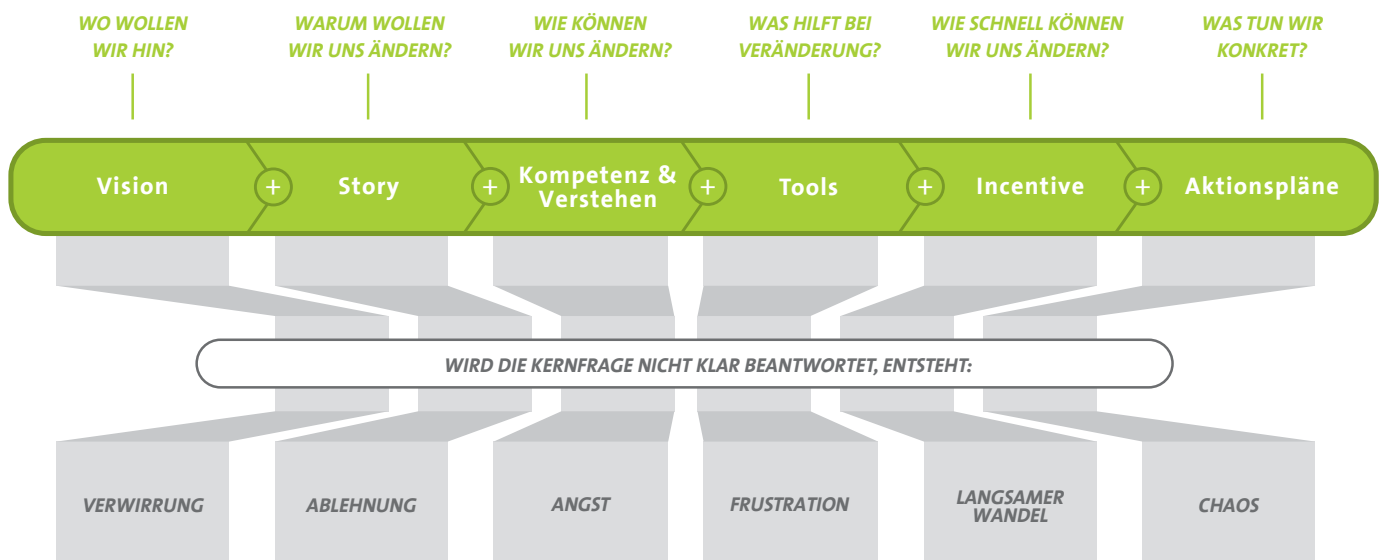 WO WOLLEN
WIR HIN?
WARUM WOLLEN
WIR UNS ÄNDERN?
WIE KÖNNEN
WIR UNS ÄNDERN?
WAS HILFT BEI
VERÄNDERUNG?
WIE SCHNELL KÖNNEN
WIR UNS ÄNDERN?
WAS TUN WIR
KONKRET?
Vision
+
Story
+
Kompetenz &
Verstehen
+
Tools
+
Incentive
+
Aktionspläne
WIRD DIE KERNFRAGE NICHT KLAR BEANTWORTET, ENTSTEHT:
VERWIRRUNG
ABLEHNUNG
ANGST
FRUSTRATION
LANGSAMER
WANDEL
CHAOS